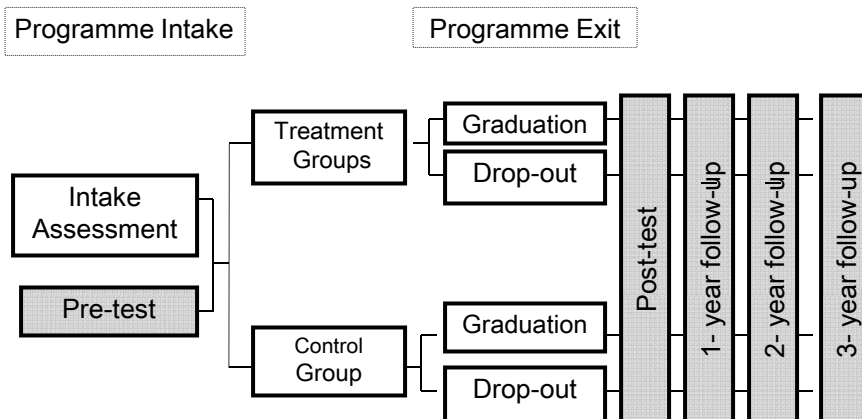 Programme Intake
Programme Exit
Treatment
Groups
Graduation
Drop-out
Intake
Assessment
Pre-test
Control
Group
Graduation
Drop-out
Post-test
1- year follow-up
2- year follow-up
3- year follow-up